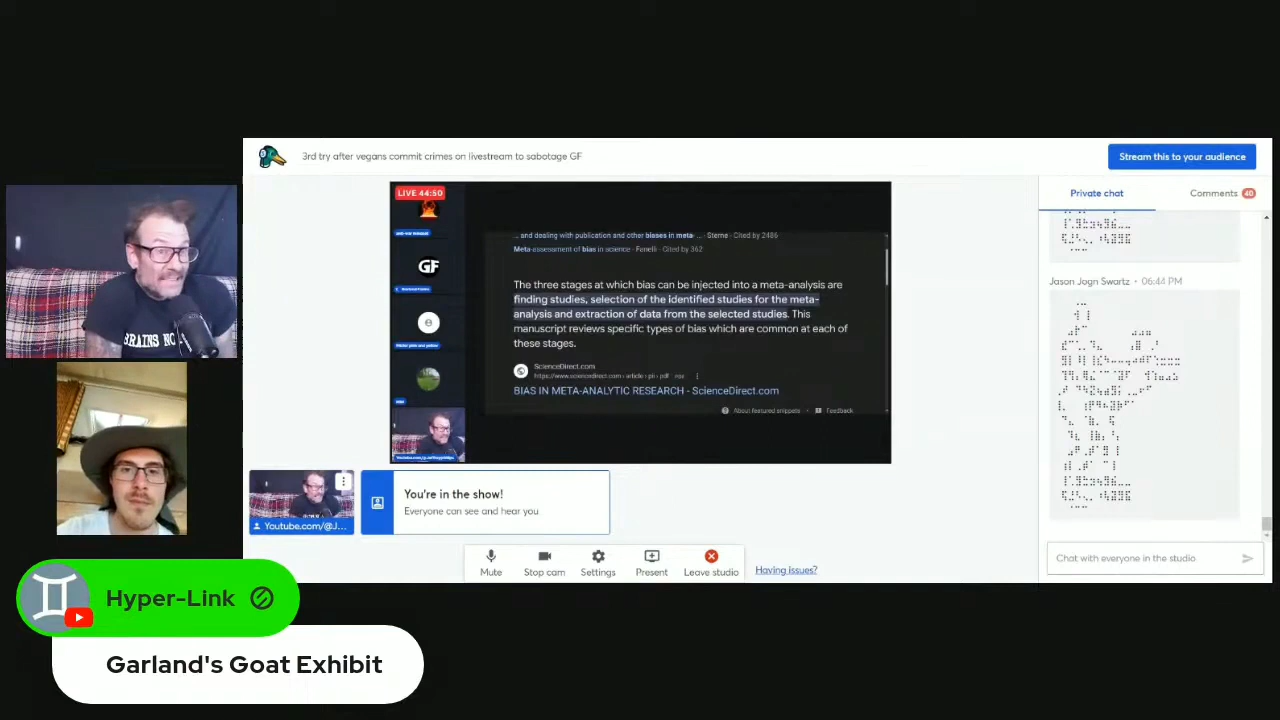 3rd try after vegans commit crimes on livestream to sabotage GF
Stream this to your audience
Private chat
Comments 40
LIVE 44:50
GF
... and dealing with publication and other biases in meta- ... - Sterne - Cited by 2486
Meta-assessment of bias in science - Fanelli - Cited by 362
The three stages at which bias can be injected into a meta-analysis are
finding studies, selection of the identified studies for the meta-
analysis and extraction of data from the selected studies. This
manuscript reviews specific types of bias which are common at each of
these stages.
ScienceDirect.com
BIAS IN META-ANALYTIC RESEARCH - ScienceDirect.com
About featured snippets
Feedback
Jason Jogn Swartz • 06:44 PM
BRAINS NO
Youtube.com/@J...
You're in the show!
Everyone can see and hear you
Mute
Stop cam
Settings
Present
Leave studio
Having issues?
Chat with everyone in the studio
Hyper-Link
Garland's Goat Exhibit